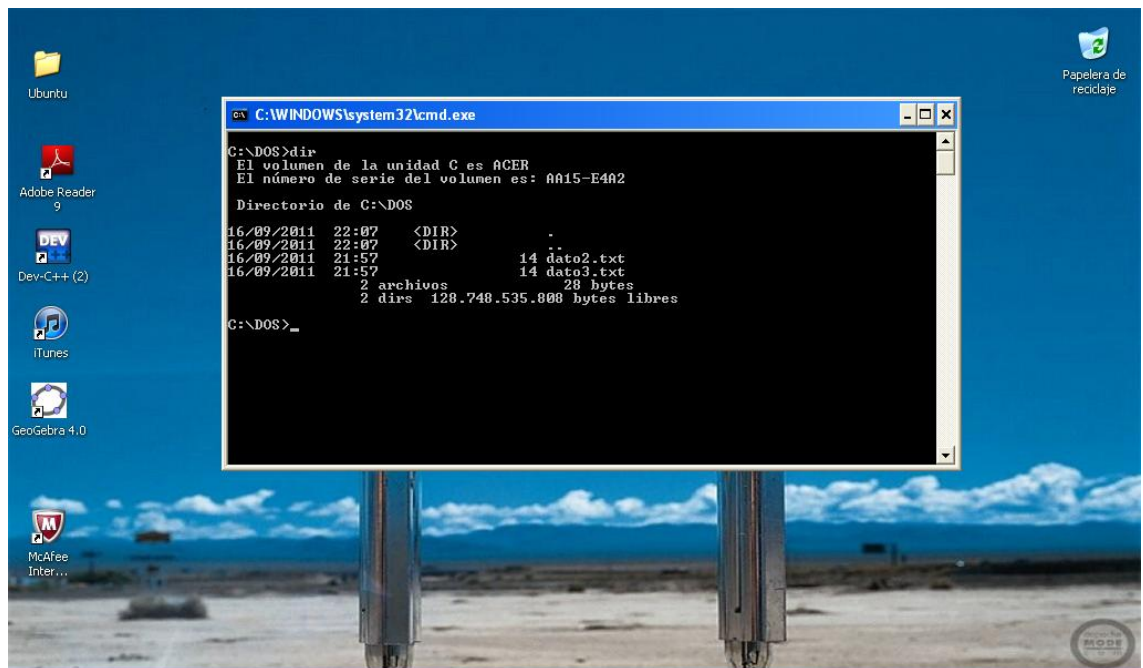 Ubuntu
Adobe Reader
9
DEV
C++
Dev-C++ (2)
iTunes
GeoGebra 4.0
McAfee
Inter...
Papelera de
reciclaje
C:\WINDOWS\system32\cmd.exe
C:\DOS>dir
El volumen de la unidad C es ACER
El número de serie del volumen es: AA15-E4A2
Directorio de C:\DOS
16/09/2011 22:07 <DIR> .
16/09/2011 22:07 <DIR> ..
16/09/2011 21:57 14 dato2.txt
16/09/2011 21:57 14 dato3.txt
2 archivos 28 bytes
2 dirs 128.748.535.808 bytes libres
C:\DOS>_
MODE